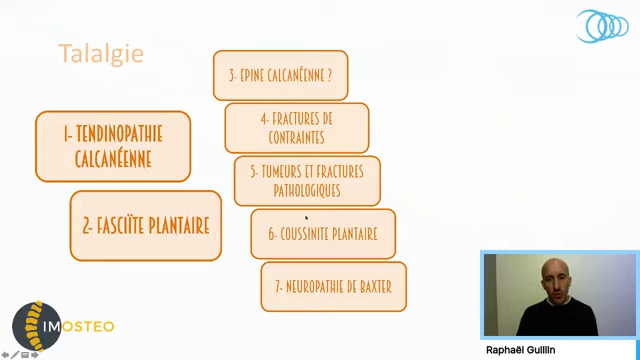 Talalgie
1- TENDINOPATHIE
CALCANÉENNE
2- FASCIÏTE PLANTAIRE
3- EPINE CALCANÉENNE ?
4- FRACTURES DE
CONTRAINTES
5- TUMEURS ET FRACTURES
PATHOLOGIQUES
6- COUSSINITE PLANTAIRE
7- NEUROPATHIE DE BAXTER
IMOSTEO
Raphaël Guillin